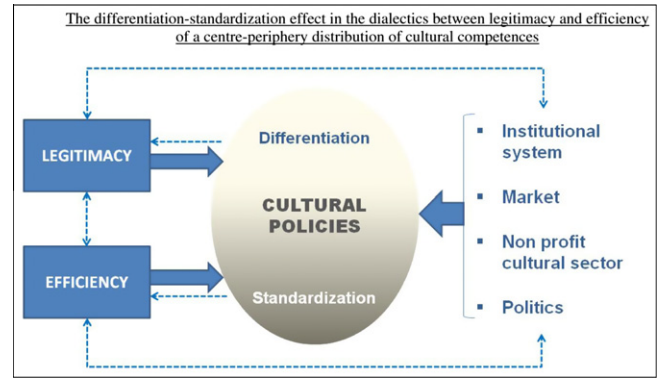 The differentiation-standardization effect in the dialectics between legitimacy and efficiency
of a centre-periphery distribution of cultural competences
LEGITIMACY
EFFICIENCY
Differentiation
CULTURAL
POLICIES
Standardization
▪ Institutional
system
▪ Market
▪ Non profit
cultural sector
▪ Politics